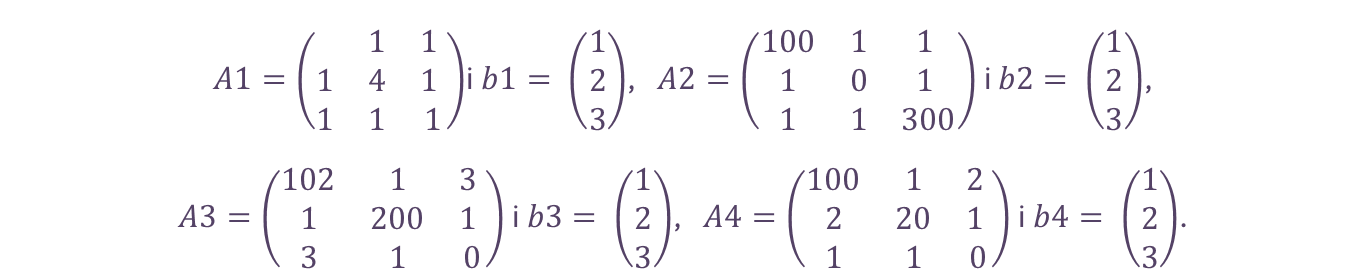 A1 = (  1 1; 1 4 1; 1 1 1) i b1 = (1; 2; 3), A2 = (100 1 1; 1 0 1; 1 1 300) i b2 = (1; 2; 3),
A3 = (102 1 3; 1 200 1; 3 1 0) i b3 = (1; 2; 3), A4 = (100 1 2; 2 20 1; 1 1 0) i b4 = (1; 2; 3).